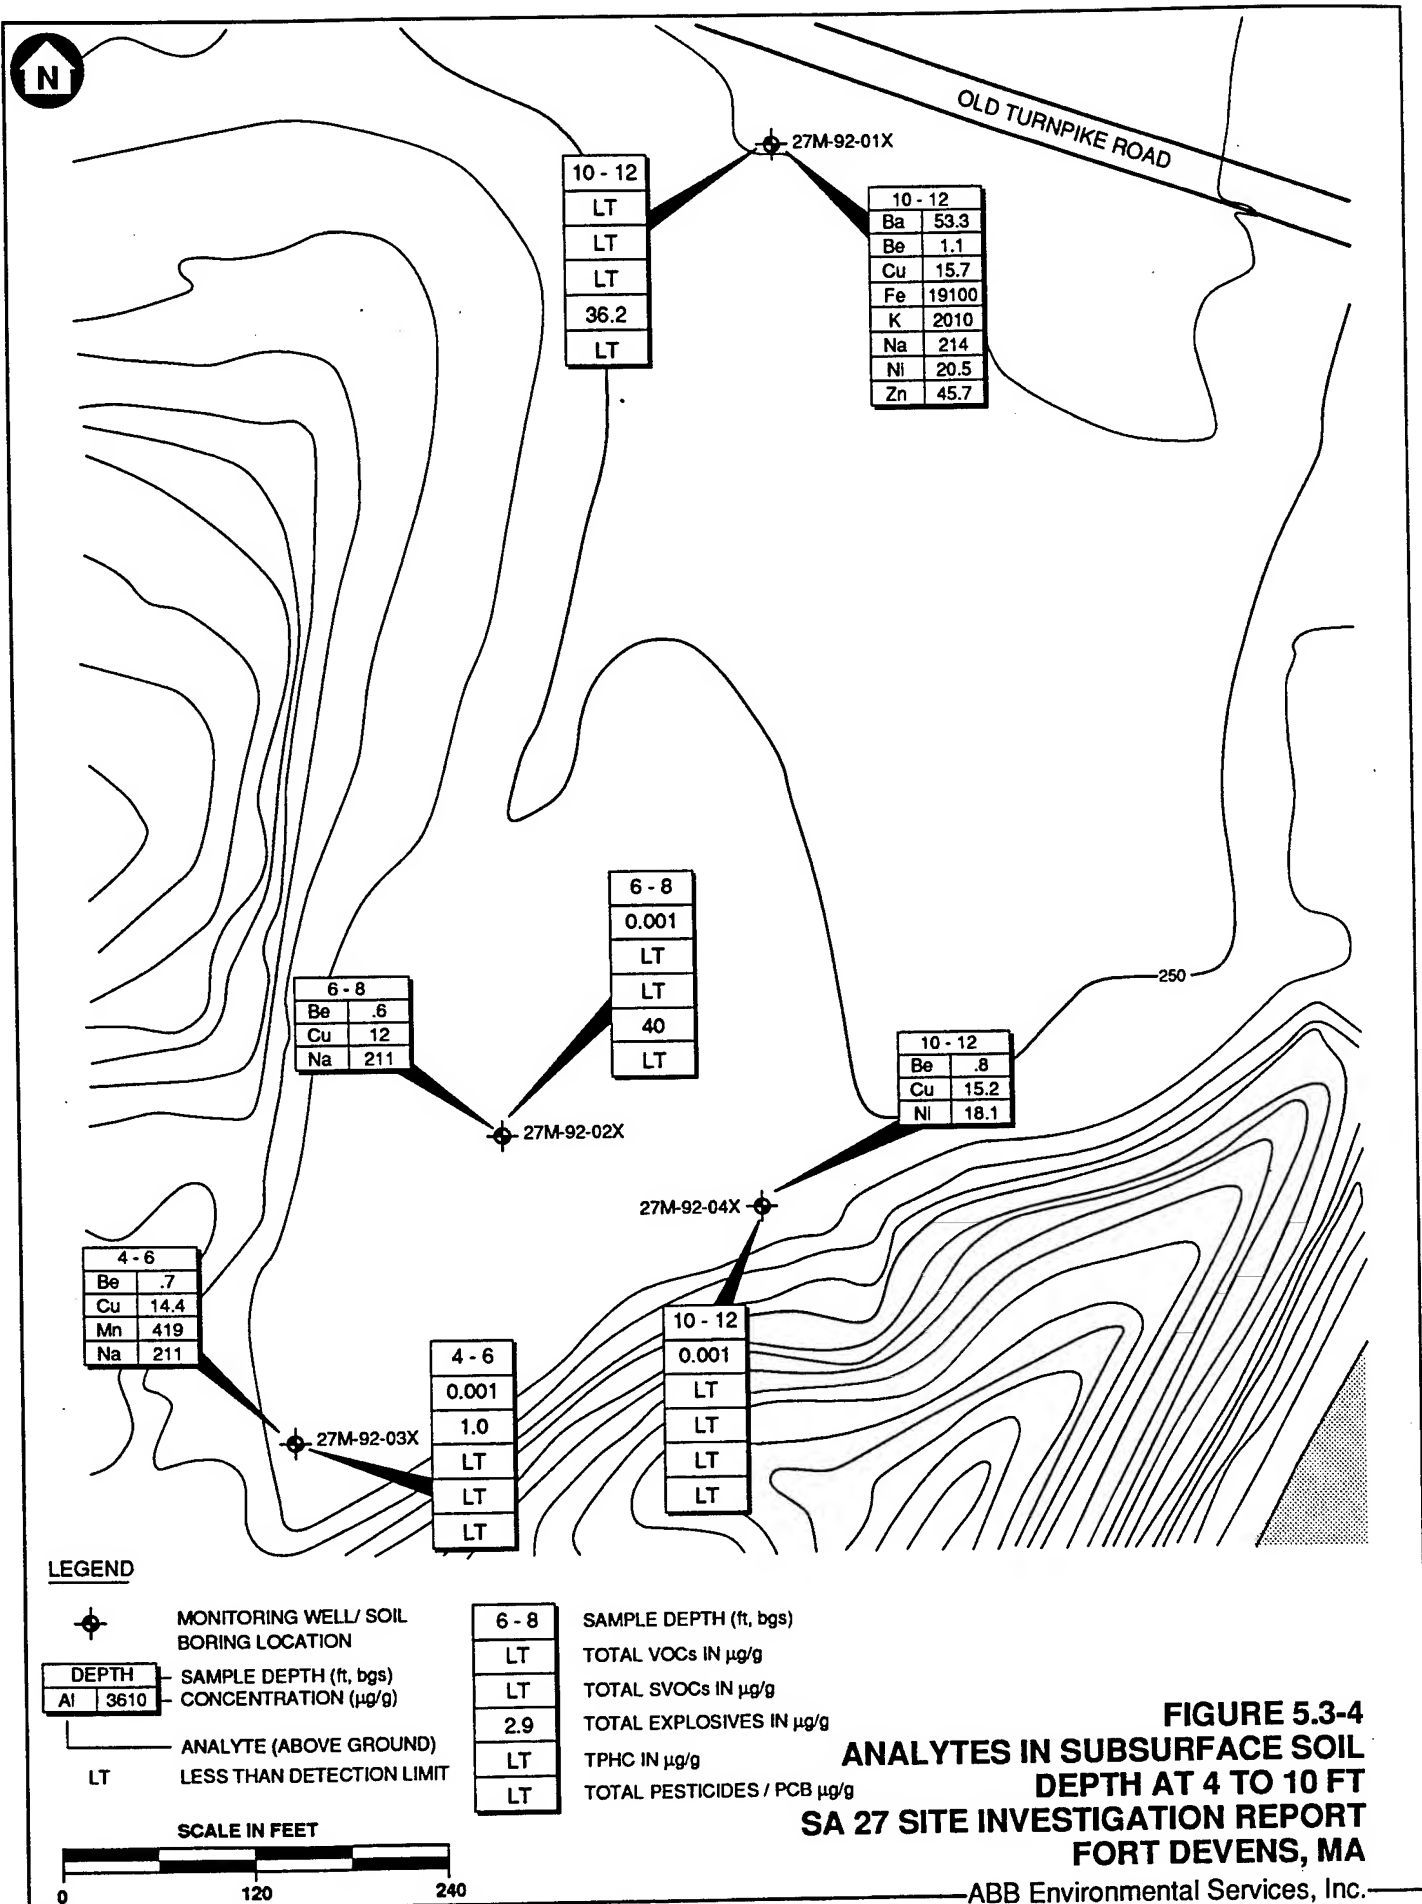 N
OLD TURNPIKE ROAD
27M-92-01X
10 - 12
LT
LT
LT
36.2
LT
10 - 12
Ba 53.3
Be 1.1
Cu 15.7
Fe 19100
K 2010
Na 214
Ni 20.5
Zn 45.7
6 - 8
0.001
LT
LT
40
LT
6 - 8
Be .6
Cu 12
Na 211
27M-92-02X
250
10 - 12
Be .8
Cu 15.2
Ni 18.1
27M-92-04X
10 - 12
0.001
LT
LT
LT
LT
4 - 6
Be .7
Cu 14.4
Mn 419
Na 211
27M-92-03X
4 - 6
0.001
1.0
LT
LT
LT
LEGEND
MONITORING WELL/ SOIL
BORING LOCATION
DEPTH
SAMPLE DEPTH (ft, bgs)
Al 3610
CONCENTRATION (µg/g)
ANALYTE (ABOVE GROUND)
LT LESS THAN DETECTION LIMIT
6 - 8 SAMPLE DEPTH (ft, bgs)
LT TOTAL VOCs IN µg/g
LT TOTAL SVOCs IN µg/g
2.9 TOTAL EXPLOSIVES IN µg/g
LT TPHC IN µg/g
LT TOTAL PESTICIDES / PCB µg/g
SCALE IN FEET
0 120 240
FIGURE 5.3-4
ANALYTES IN SUBSURFACE SOIL
DEPTH AT 4 TO 10 FT
SA 27 SITE INVESTIGATION REPORT
FORT DEVENS, MA
ABB Environmental Services, Inc.